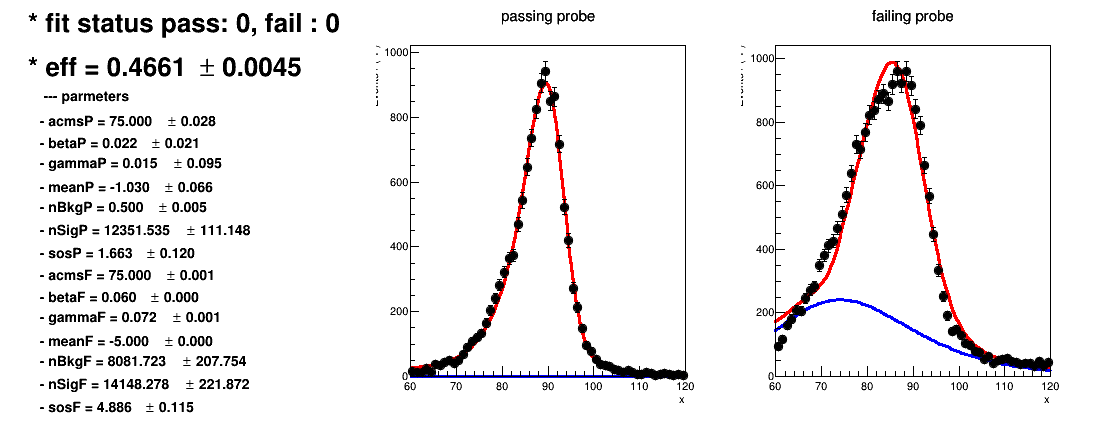 * fit status pass: 0, fail : 0
* eff = 0.4661 ± 0.0045
--- parmeters
- acmsP = 75.000 ± 0.028
- betaP = 0.022 ± 0.021
- gammaP = 0.015 ± 0.095
- meanP = -1.030 ± 0.066
- nBkgP = 0.500 ± 0.005
- nSigP = 12351.535 ± 111.148
- sosP = 1.663 ± 0.120
- acmsF = 75.000 ± 0.001
- betaF = 0.060 ± 0.000
- gammaF = 0.072 ± 0.001
- meanF = -5.000 ± 0.000
- nBkgF = 8081.723 ± 207.754
- nSigF = 14148.278 ± 221.872
- sosF = 4.886 ± 0.115
passing probe
1000
800
600
400
200
0
60 70 80 90 100 110 120
x
failing probe
1000
800
600
400
200
0
60 70 80 90 100 110 120
x